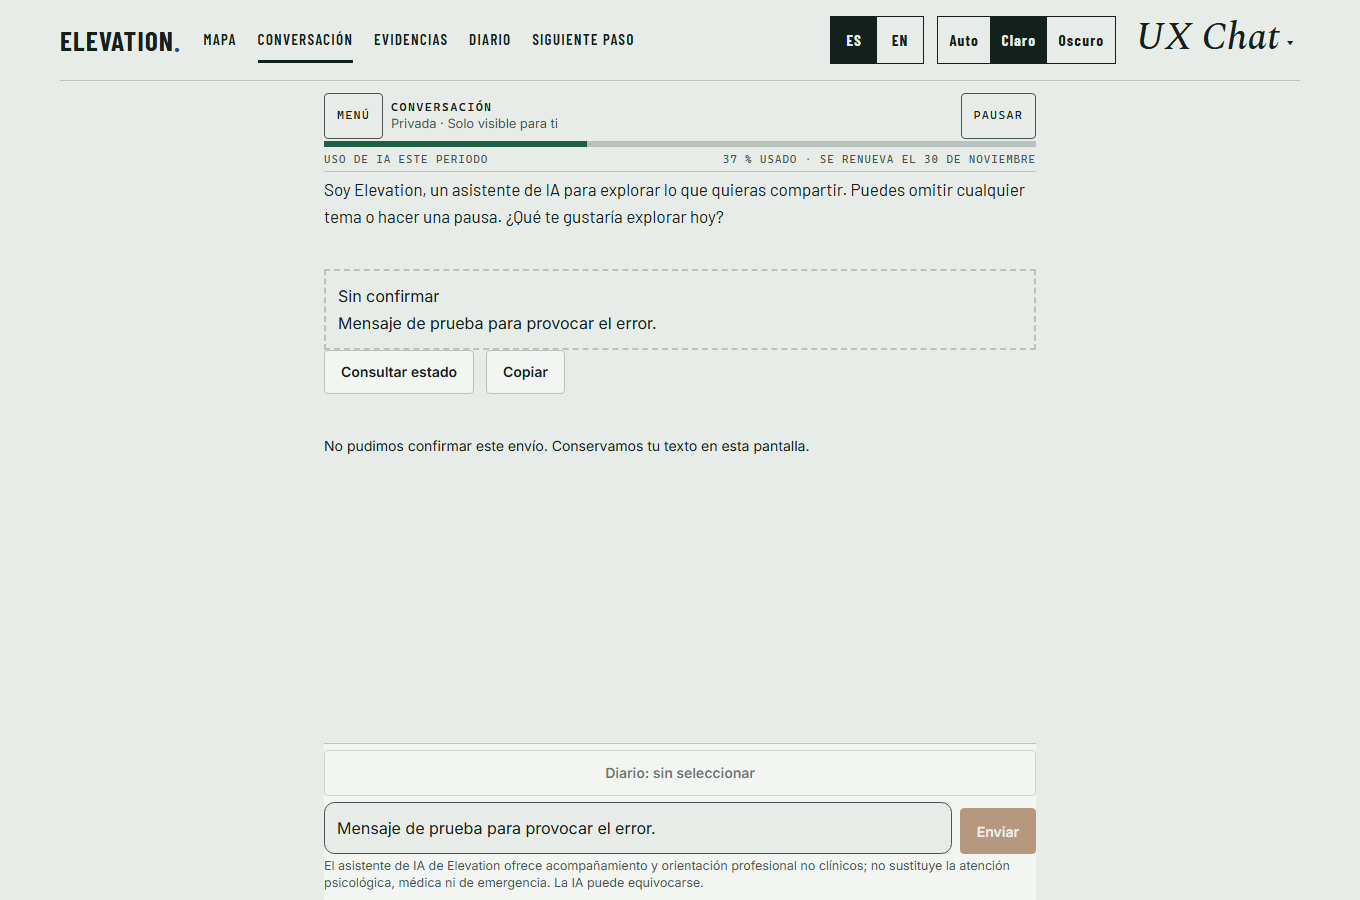 ELEVATION. MAPA CONVERSACIÓN EVIDENCIAS DIARIO SIGUIENTE PASO ES EN Auto Claro Oscuro UX Chat
MENÚ
CONVERSACIÓN
Privada · Solo visible para ti
PAUSAR
USO DE IA ESTE PERIODO 37 % USADO · SE RENUEVA EL 30 DE NOVIEMBRE
Soy Elevation, un asistente de IA para explorar lo que quieras compartir. Puedes omitir cualquier
tema o hacer una pausa. ¿Qué te gustaría explorar hoy?
Sin confirmar
Mensaje de prueba para provocar el error.
Consultar estado Copiar
No pudimos confirmar este envío. Conservamos tu texto en esta pantalla.
Diario: sin seleccionar
Mensaje de prueba para provocar el error. Enviar
El asistente de IA de Elevation ofrece acompañamiento y orientación profesional no clínicos; no sustituye la atención
psicológica, médica ni de emergencia. La IA puede equivocarse.